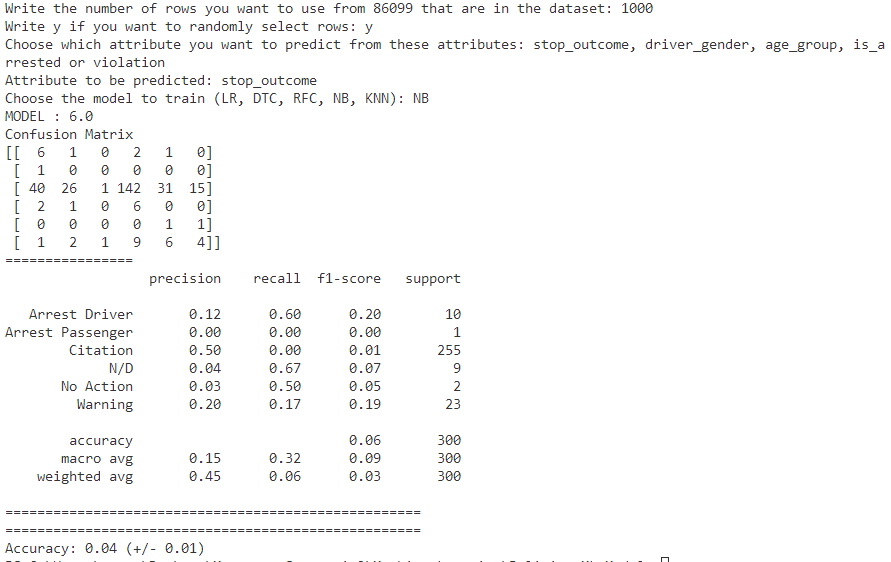 Write the number of rows you want to use from 86099 that are in the dataset: 1000
Write y if you want to randomly select rows: y
Choose which attribute you want to predict from these attributes: stop_outcome, driver_gender, age_group, is_a
rrested or violation
Attribute to be predicted: stop_outcome
Choose the model to train (LR, DTC, RFC, NB, KNN): NB
MODEL : 6.0
Confusion Matrix
[[  6   1   0   2   1   0]
 [  1   0   0   0   0   0]
 [ 40  26   1 142  31  15]
 [  2   1   0   6   0   0]
 [  0   0   0   0   1   1]
 [  1   2   1   9   6   4]]
================
                  precision    recall  f1-score   support
   Arrest Driver       0.12      0.60      0.20        10
Arrest Passenger       0.00      0.00      0.00         1
        Citation       0.50      0.00      0.01       255
             N/D       0.04      0.67      0.07         9
       No Action       0.03      0.50      0.05         2
         Warning       0.20      0.17      0.19        23
        accuracy                           0.06       300
       macro avg       0.15      0.32      0.09       300
    weighted avg       0.45      0.06      0.03       300
====================================================
====================================================
Accuracy: 0.04 (+/- 0.01)